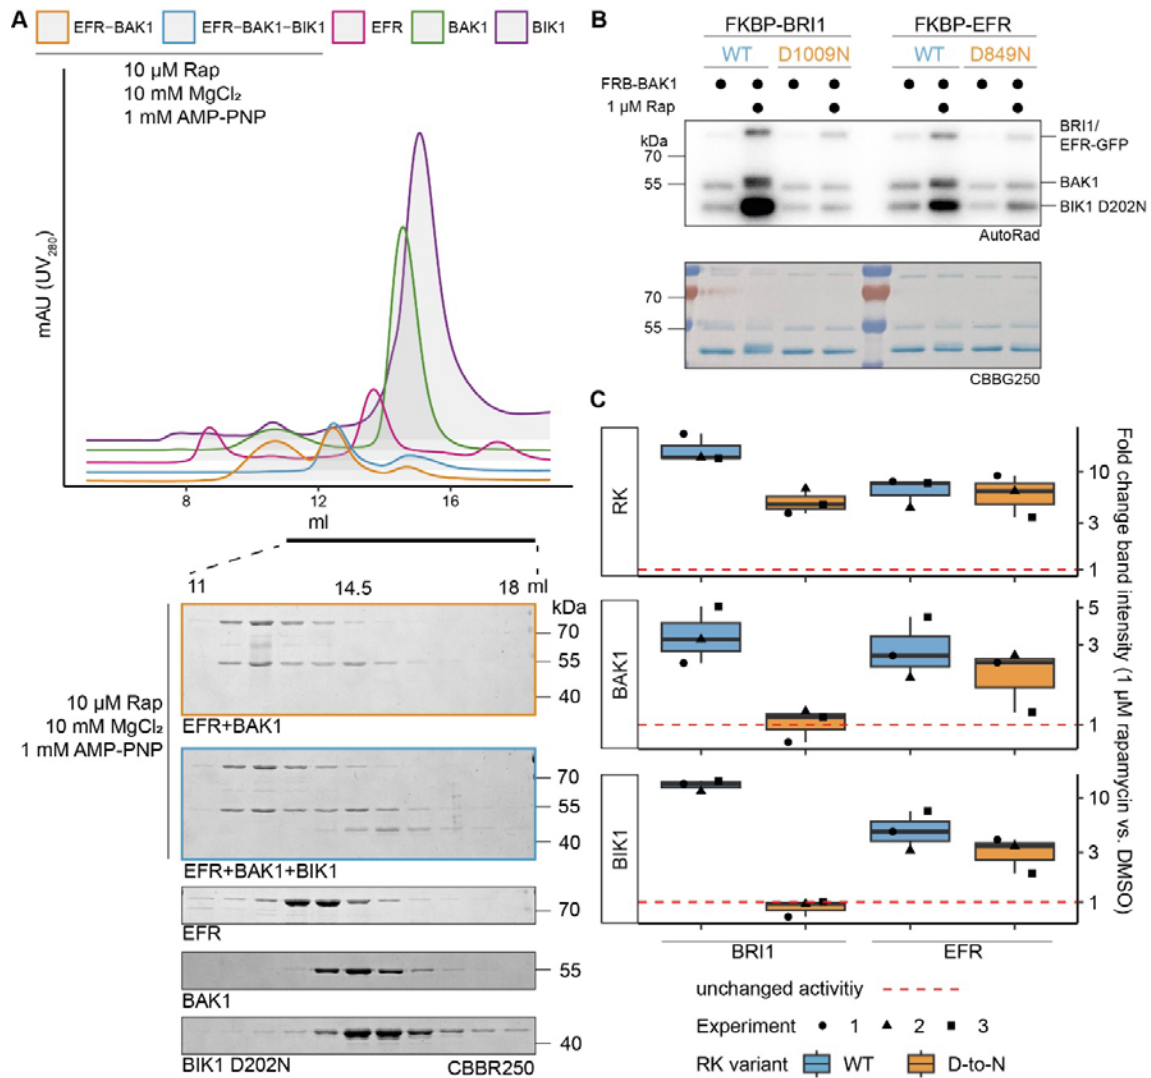 A
EFR−BAK1
EFR−BAK1−BIK1
EFR
BAK1
BIK1
10 µM Rap
10 mM MgCl₂
1 mM AMP-PNP
mAU (UV₂₈₀)
8
12
16
ml
11
14.5
18
ml
kDa
70
55
40
EFR+BAK1
10 µM Rap
10 mM MgCl₂
1 mM AMP-PNP
70
55
40
EFR+BAK1+BIK1
70
EFR
55
BAK1
40
BIK1 D202N
CBBR250
B
FKBP-BRI1
FKBP-EFR
WT
D1009N
WT
D849N
FRB-BAK1
1 µM Rap
kDa
70
55
BRI1/
EFR-GFP
BAK1
BIK1 D202N
AutoRad
70
55
CBBG250
C
RK
10
3
1
BAK1
5
3
1
BIK1
10
3
1
Fold change band intensity (1 µM rapamycin vs. DMSO)
BRI1
EFR
unchanged activitiy
Experiment
1
2
3
RK variant
WT
D-to-N